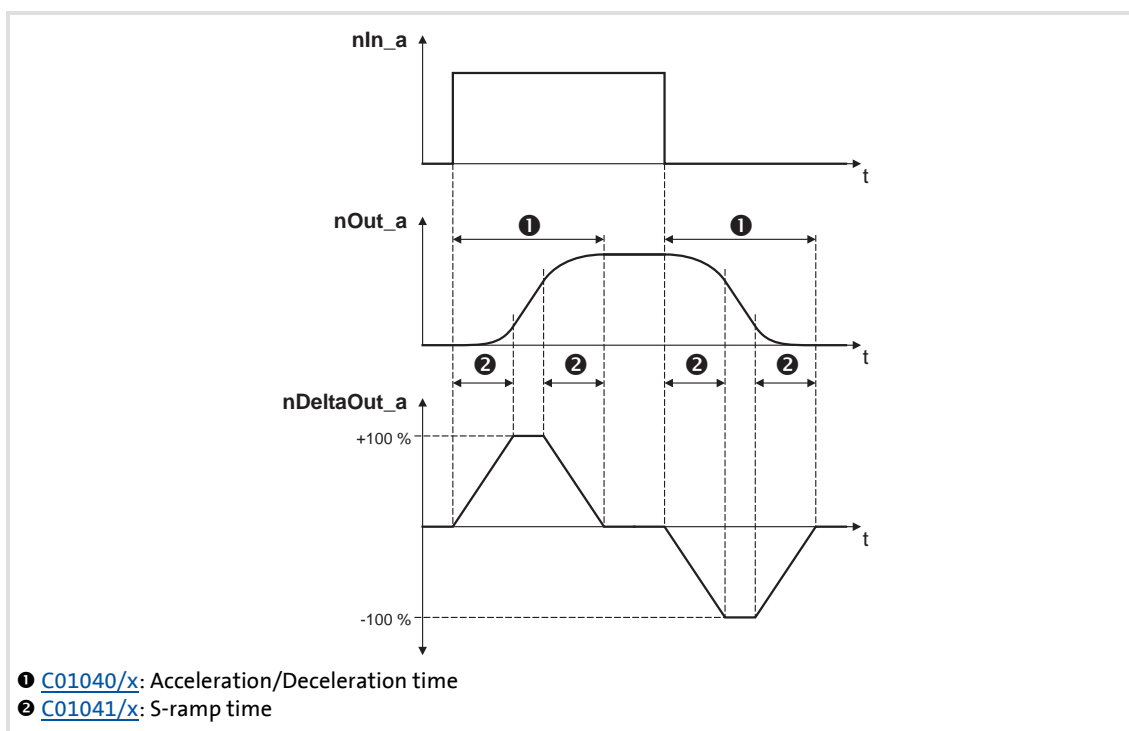 nIn_a
t
nOut_a
❶ ❶
t
❷ ❷ ❷ ❷
nDeltaOut_a
+100 %
t
-100 %
❶ C01040/x: Acceleration/Deceleration time
❷ C01041/x: S-ramp time